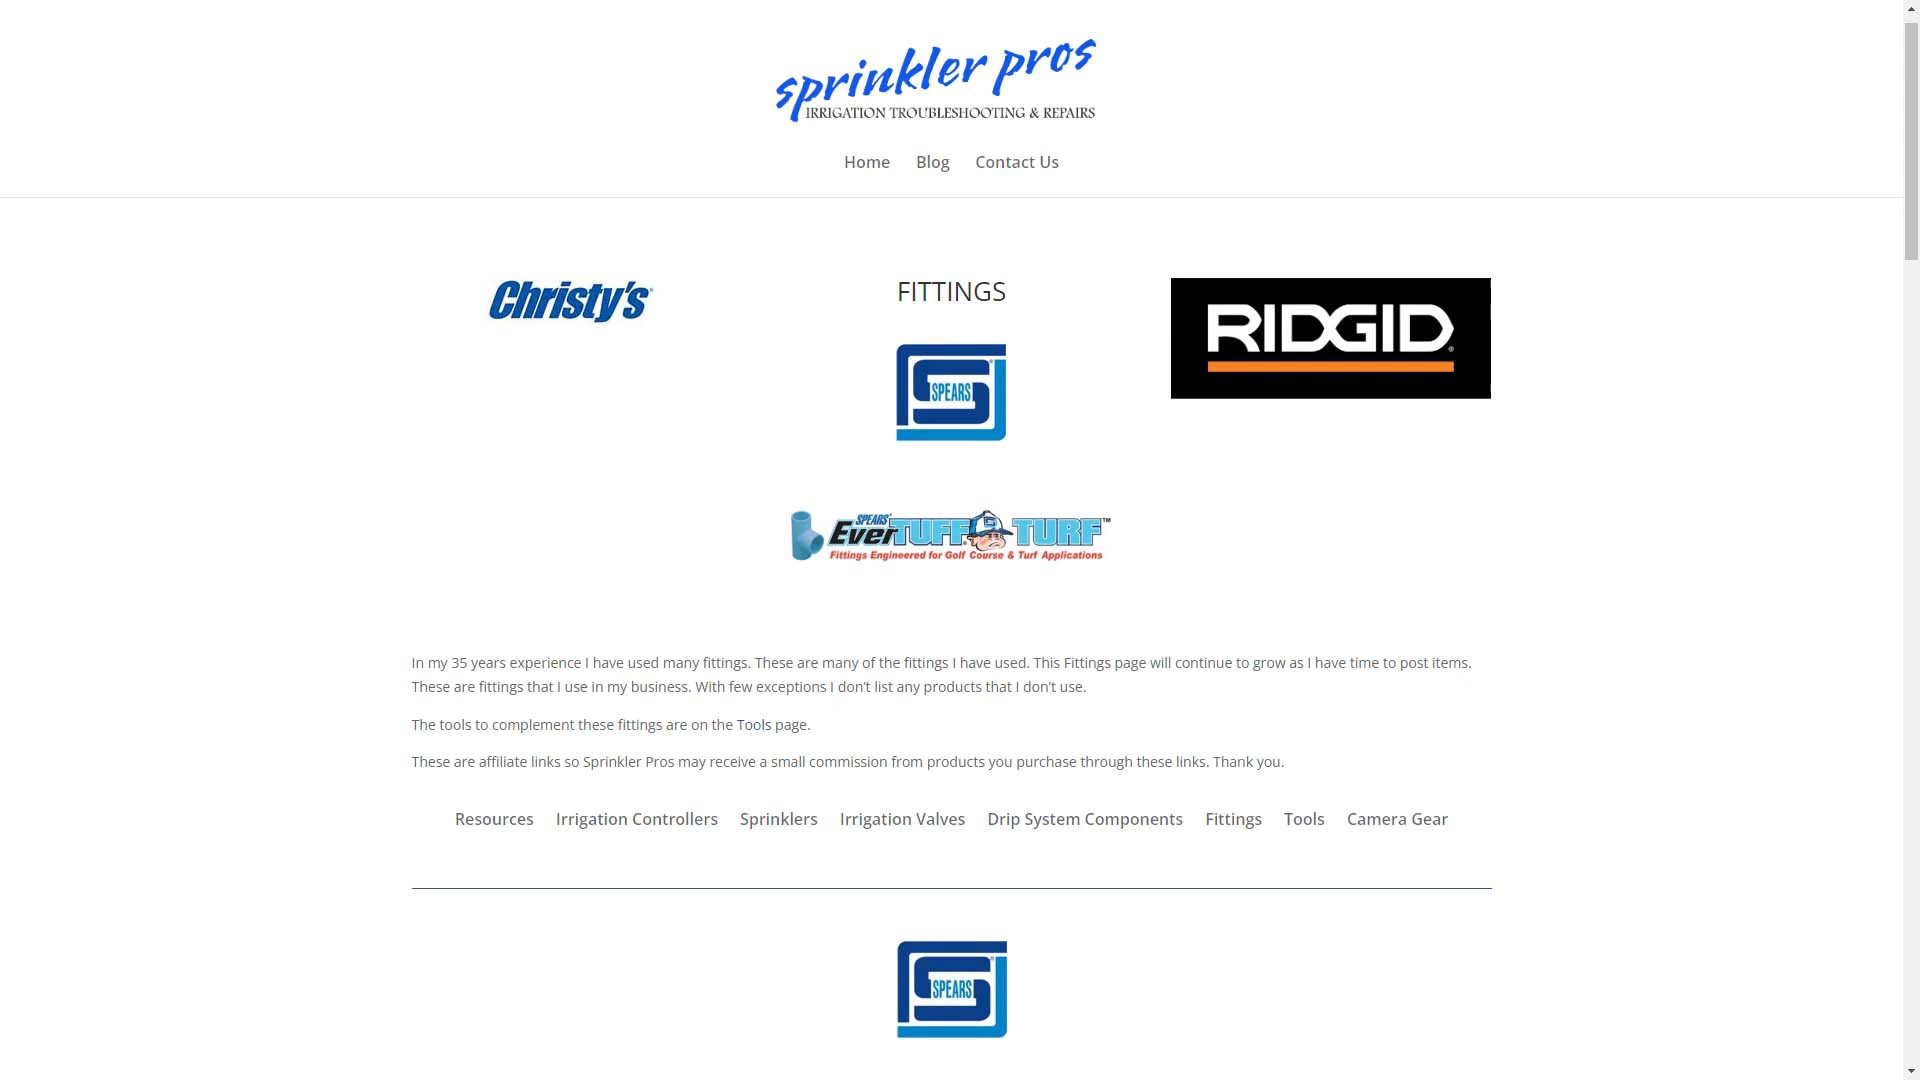 sprinkler pros
IRRIGATION TROUBLESHOOTING & REPAIRS
Home Blog Contact Us
Christy's®
FITTINGS
SPEARS®
RIDGID®
SPEARS®
EverTUFF® TURF™
Fittings Engineered for Golf Course & Turf Applications
In my 35 years experience I have used many fittings. These are many of the fittings I have used. This Fittings page will continue to grow as I have time to post items.
These are fittings that I use in my business. With few exceptions I don’t list any products that I don’t use.
The tools to complement these fittings are on the Tools page.
These are affiliate links so Sprinkler Pros may receive a small commission from products you purchase through these links. Thank you.
Resources Irrigation Controllers Sprinklers Irrigation Valves Drip System Components Fittings Tools Camera Gear
SPEARS®